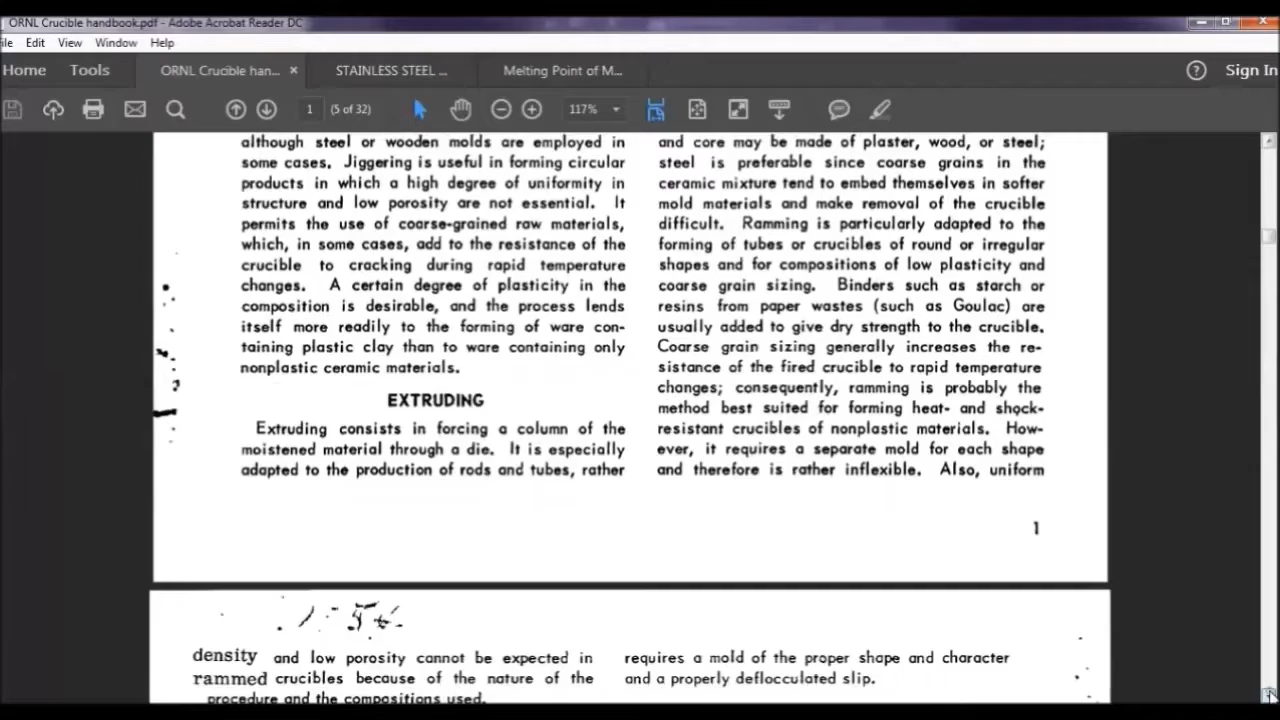 ORNL Crucible handbook.pdf - Adobe Acrobat Reader DC
ile Edit View Window Help
Home Tools ORNL Crucible han... × STAINLESS STEEL ... Melting Point of M... Sign In
1 (5 of 32) 117%
although steel or wooden molds are employed in
some cases. Jiggering is useful in forming circular
products in which a high degree of uniformity in
structure and low porosity are not essential. It
permits the use of coarse-grained raw materials,
which, in some cases, add to the resistance of the
crucible to cracking during rapid temperature
changes. A certain degree of plasticity in the
composition is desirable, and the process lends
itself more readily to the forming of ware con-
taining plastic clay than to ware containing only
nonplastic ceramic materials.
EXTRUDING
Extruding consists in forcing a column of the
moistened material through a die. It is especially
adapted to the production of rods and tubes, rather
and core may be made of plaster, wood, or steel;
steel is preferable since coarse grains in the
ceramic mixture tend to embed themselves in softer
mold materials and make removal of the crucible
difficult. Ramming is particularly adapted to the
forming of tubes or crucibles of round or irregular
shapes and for compositions of low plasticity and
coarse grain sizing. Binders such as starch or
resins from paper wastes (such as Goulac) are
usually added to give dry strength to the crucible.
Coarse grain sizing generally increases the re-
sistance of the fired crucible to rapid temperature
changes; consequently, ramming is probably the
method best suited for forming heat- and shock-
resistant crucibles of nonplastic materials. How-
ever, it requires a separate mold for each shape
and therefore is rather inflexible. Also, uniform
1
density and low porosity cannot be expected in
rammed crucibles because of the nature of the
procedure and the compositions used.
requires a mold of the proper shape and character
and a properly deflocculated slip.